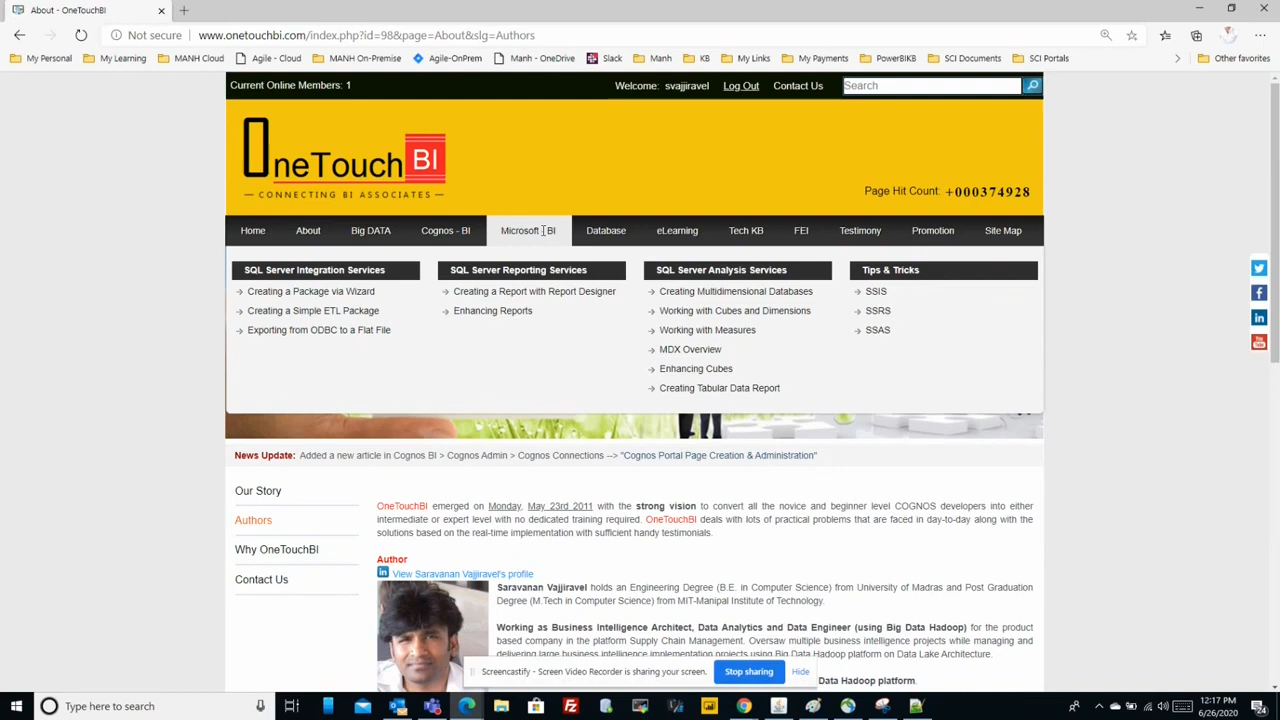 About - OneTouchBI
Not secure
www.onetouchbi.com/index.php?id=98&page=About&slg=Authors
My Personal
My Learning
MANH Cloud
Agile - Cloud
MANH On-Premise
Agile-OnPrem
Manh - OneDrive
Slack
Manh
KB
My Links
My Payments
PowerBIKB
SCI Documents
SCI Portals
Other favorites
Current Online Members: 1
Welcome: svajjiravel
Log Out
Contact Us
Search
OneTouch BI
CONNECTING BI ASSOCIATES
Page Hit Count: +000374928
Home
About
Big DATA
Cognos - BI
Microsoft BI
Database
eLearning
Tech KB
FEI
Testimony
Promotion
Site Map
SQL Server Integration Services
Creating a Package via Wizard
Creating a Simple ETL Package
Exporting from ODBC to a Flat File
SQL Server Reporting Services
Creating a Report with Report Designer
Enhancing Reports
SQL Server Analysis Services
Creating Multidimensional Databases
Working with Cubes and Dimensions
Working with Measures
MDX Overview
Enhancing Cubes
Creating Tabular Data Report
Tips & Tricks
SSIS
SSRS
SSAS
News Update: Added a new article in Cognos BI > Cognos Admin > Cognos Connections --> "Cognos Portal Page Creation & Administration"
Our Story
Authors
Why OneTouchBI
Contact Us
OneTouchBI emerged on Monday, May 23rd 2011 with the strong vision to convert all the novice and beginner level COGNOS developers into either
intermediate or expert level with no dedicated training required. OneTouchBI deals with lots of practical problems that are faced in day-to-day along with the
solutions based on the real-time implementation with sufficient handy testimonials.
Author
View Saravanan Vajjiravel's profile
Saravanan Vajjiravel holds an Engineering Degree (B.E. in Computer Science) from University of Madras and Post Graduation
Degree (M.Tech in Computer Science) from MIT-Manipal Institute of Technology.
Working as Business Intelligence Architect, Data Analytics and Data Engineer (using Big Data Hadoop) for the product
based company in the platform Supply Chain Management. Oversaw multiple business intelligence projects while managing and
delivering large business intelligence implementation projects using Big Data Hadoop platform on Data Lake Architecture.
Data Hadoop platform.
Screencastify - Screen Video Recorder is sharing your screen.
Stop sharing
Hide
Type here to search
12:17 PM
6/26/2020
24